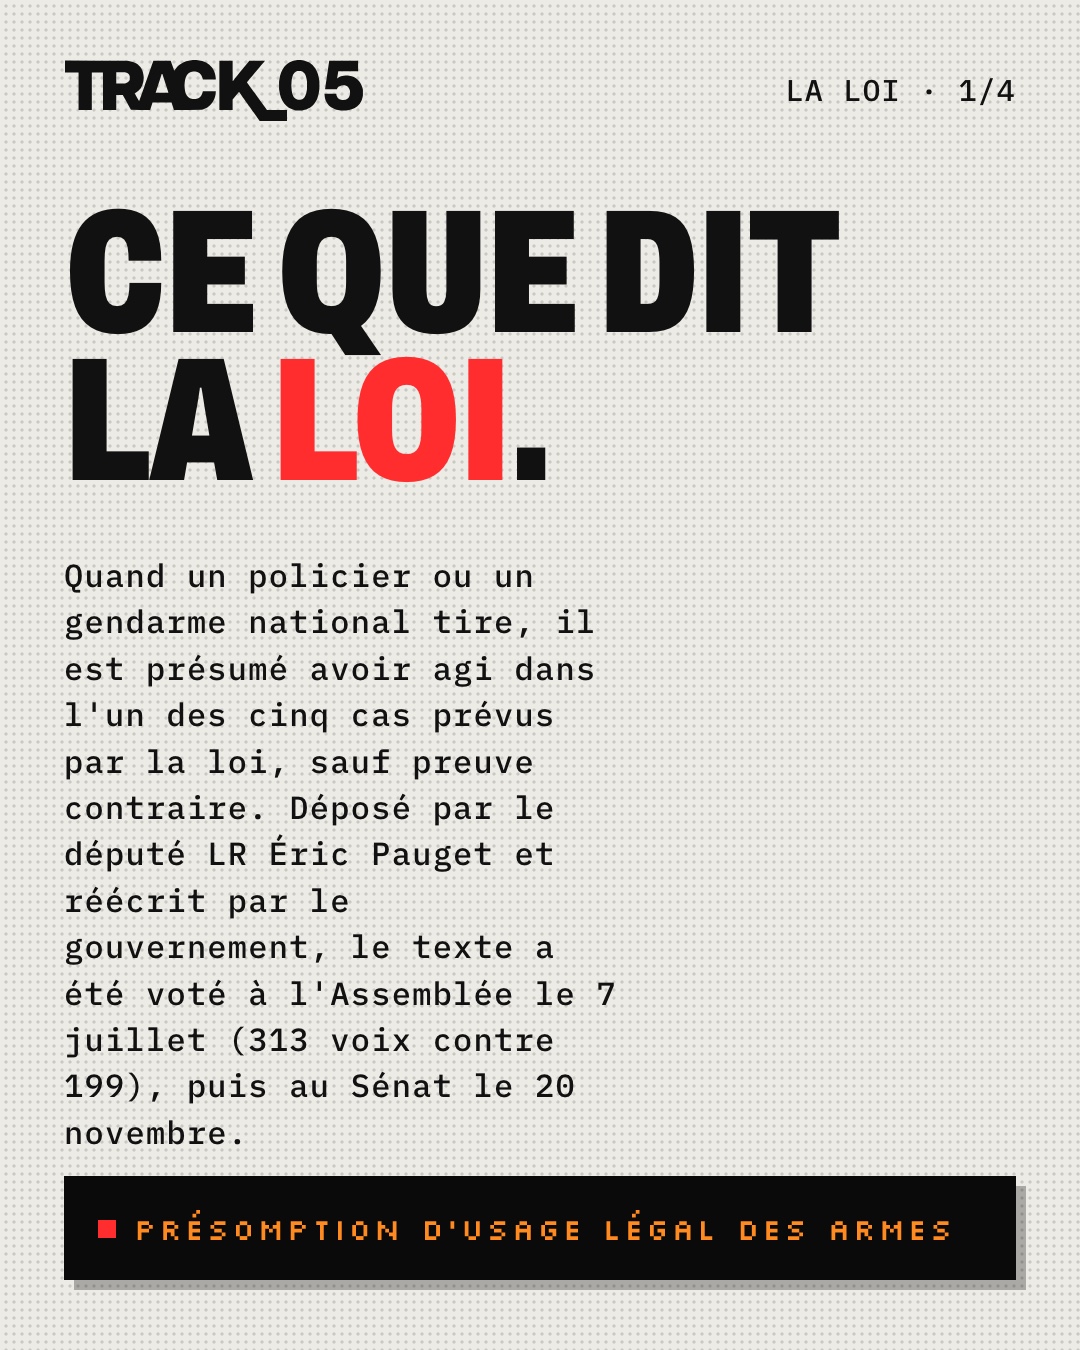 TRACK_05
LA LOI · 1/4
CE QUE DIT
LA LOI.
Quand un policier ou un
gendarme national tire, il
est présumé avoir agi dans
l'un des cinq cas prévus
par la loi, sauf preuve
contraire. Déposé par le
député LR Éric Pauget et
réécrit par le
gouvernement, le texte a
été voté à l'Assemblée le 7
juillet (313 voix contre
199), puis au Sénat le 20
novembre.
PRÉSOMPTION D'USAGE LÉGAL DES ARMES